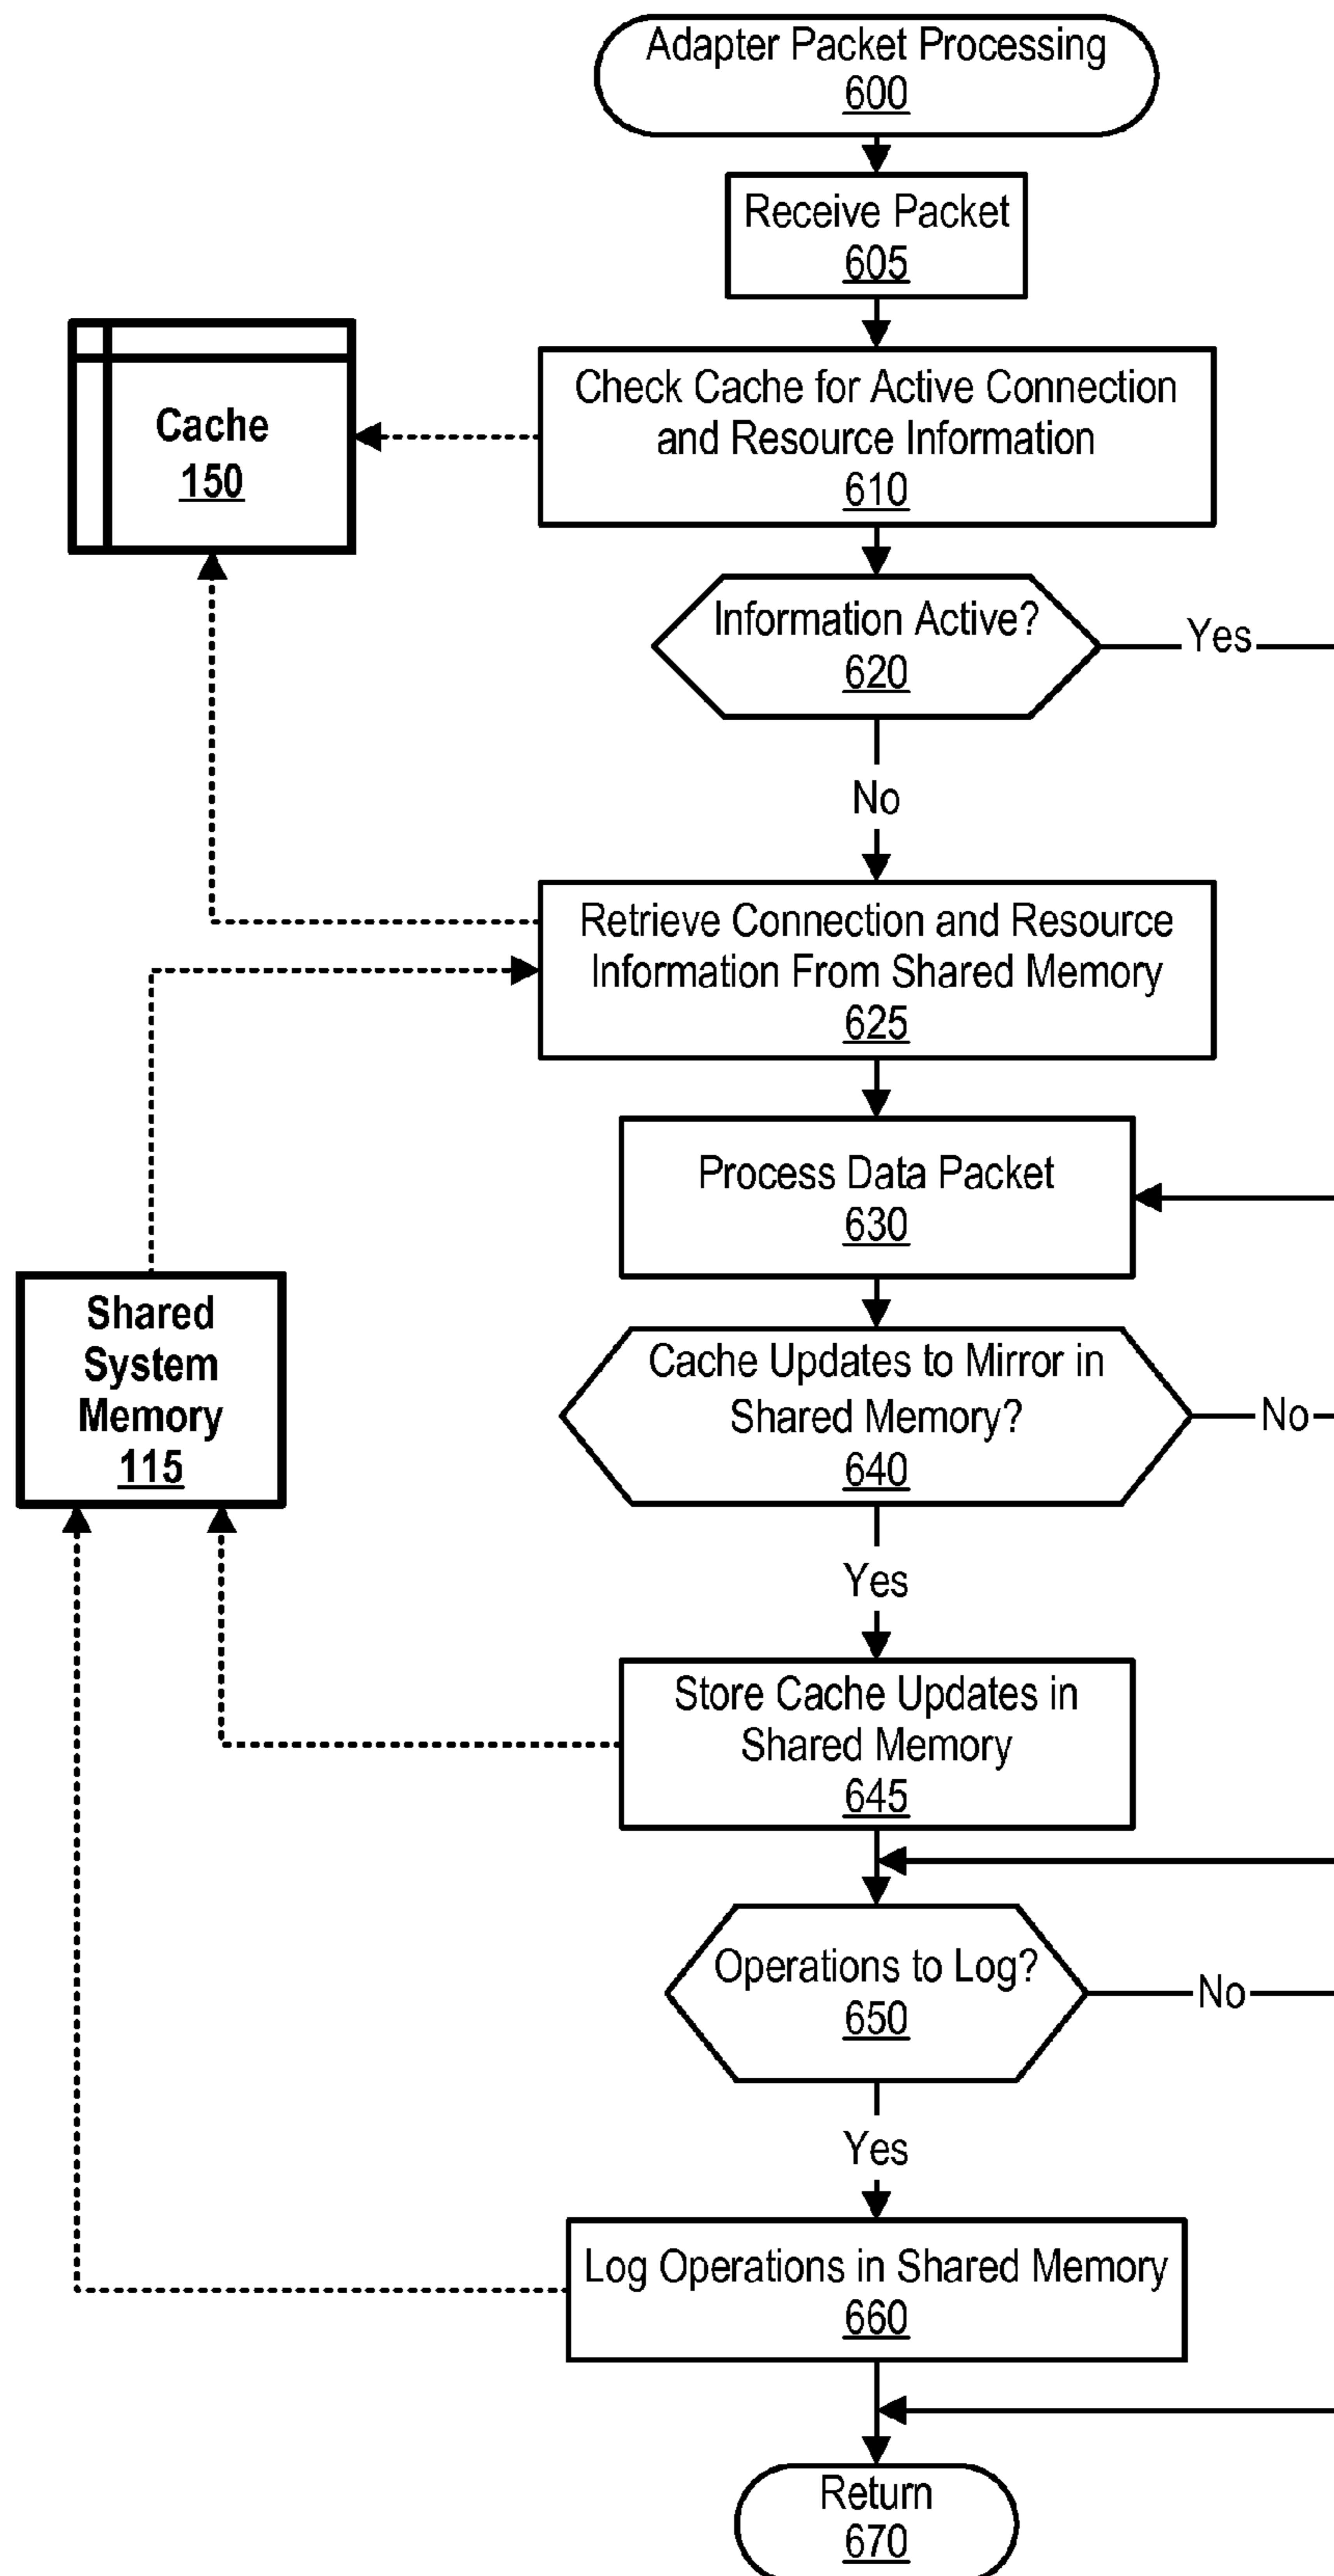 Adapter Packet Processing
600
Receive Packet
605
Check Cache for Active Connection
and Resource Information
610
Cache
150
Information Active?
620
Yes
No
Retrieve Connection and Resource
Information From Shared Memory
625
Process Data Packet
630
Shared
System
Memory
115
Cache Updates to Mirror in
Shared Memory?
640
No
Yes
Store Cache Updates in
Shared Memory
645
Operations to Log?
650
No
Yes
Log Operations in Shared Memory
660
Return
670